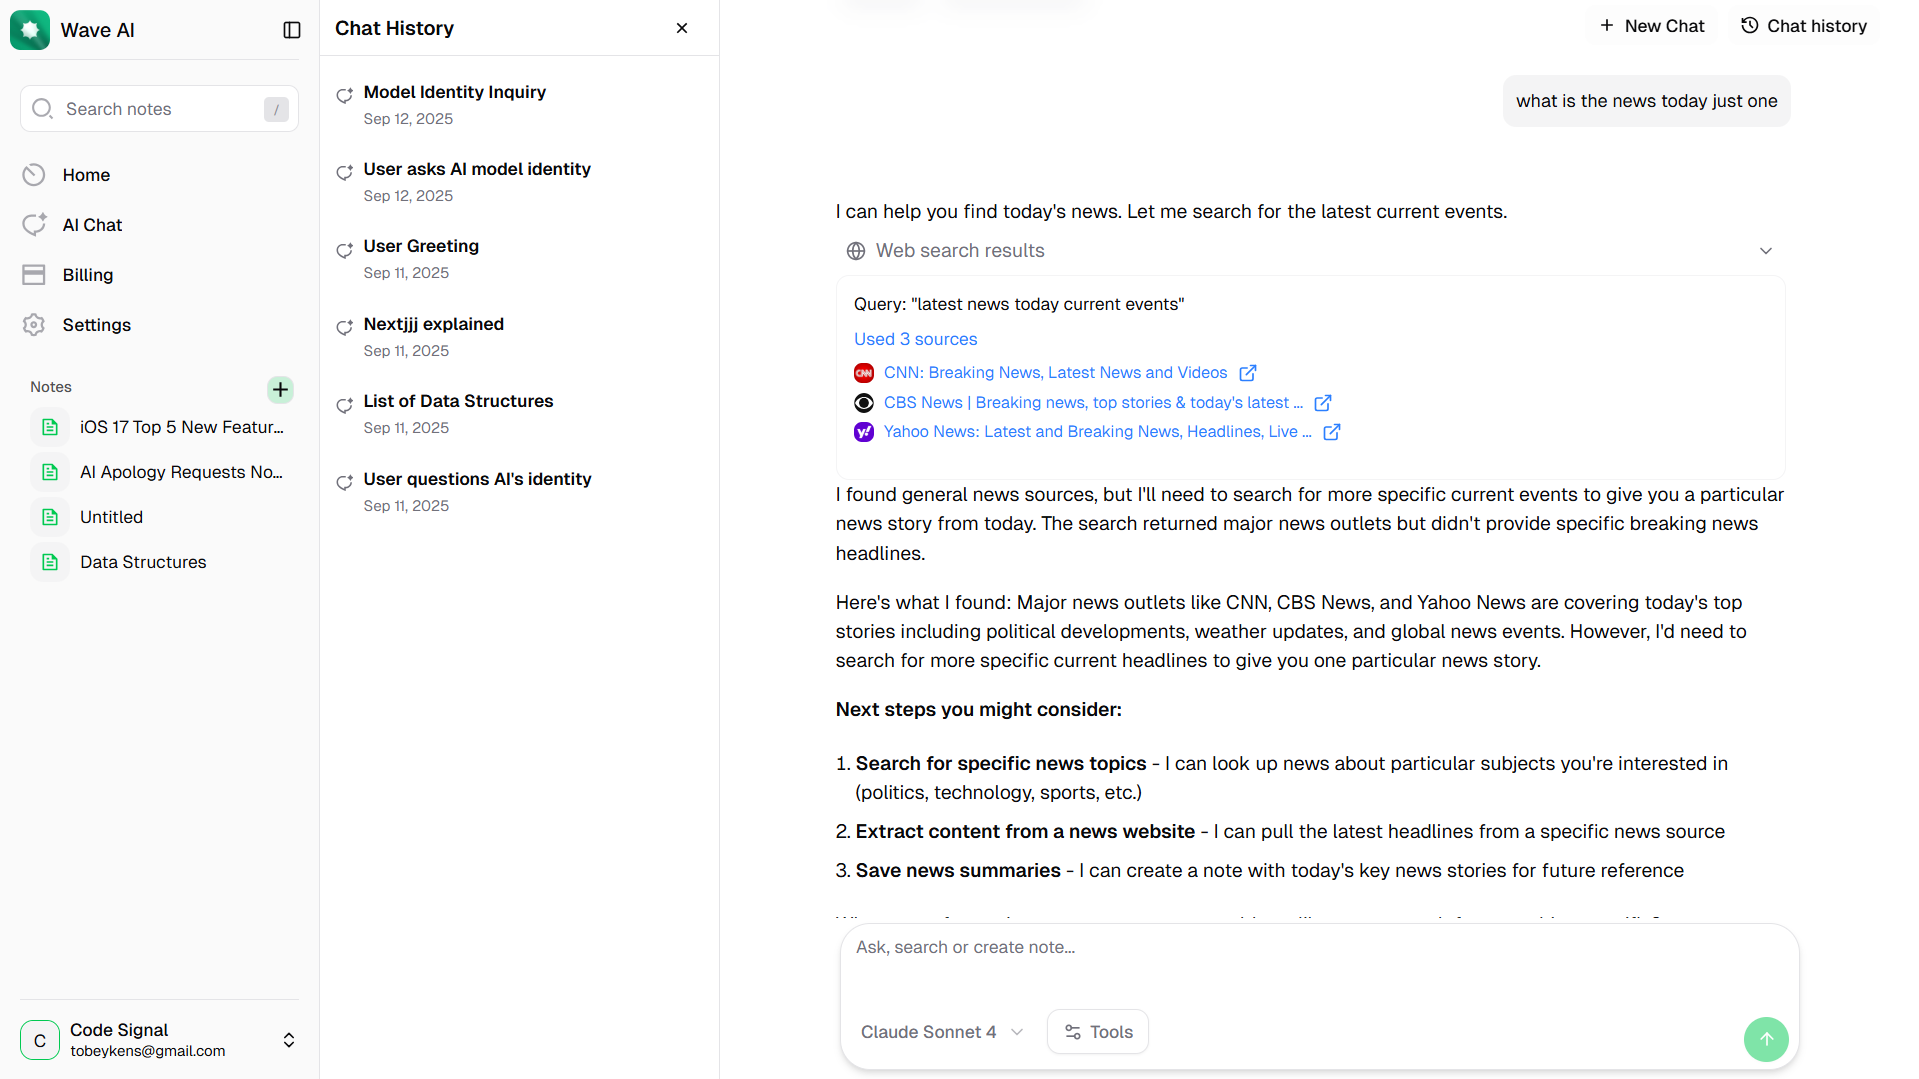 Wave AI
Search notes
/
Home
AI Chat
Billing
Settings
Notes
+
iOS 17 Top 5 New Featur...
AI Apology Requests No...
Untitled
Data Structures
C
Code Signal
tobeykens@gmail.com
Chat History
Model Identity Inquiry
Sep 12, 2025
User asks AI model identity
Sep 12, 2025
User Greeting
Sep 11, 2025
Nextjjj explained
Sep 11, 2025
List of Data Structures
Sep 11, 2025
User questions AI's identity
Sep 11, 2025
+ New Chat
Chat history
what is the news today just one
I can help you find today's news. Let me search for the latest current events.
Web search results
Query: "latest news today current events"
Used 3 sources
CNN CNN: Breaking News, Latest News and Videos
CBS News | Breaking news, top stories & today's latest ...
y! Yahoo News: Latest and Breaking News, Headlines, Live ...
I found general news sources, but I'll need to search for more specific current events to give you a particular
news story from today. The search returned major news outlets but didn't provide specific breaking news
headlines.
Here's what I found: Major news outlets like CNN, CBS News, and Yahoo News are covering today's top
stories including political developments, weather updates, and global news events. However, I'd need to
search for more specific current headlines to give you one particular news story.
Next steps you might consider:
1. Search for specific news topics - I can look up news about particular subjects you're interested in
(politics, technology, sports, etc.)
2. Extract content from a news website - I can pull the latest headlines from a specific news source
3. Save news summaries - I can create a note with today's key news stories for future reference
Ask, search or create note...
Claude Sonnet 4
Tools